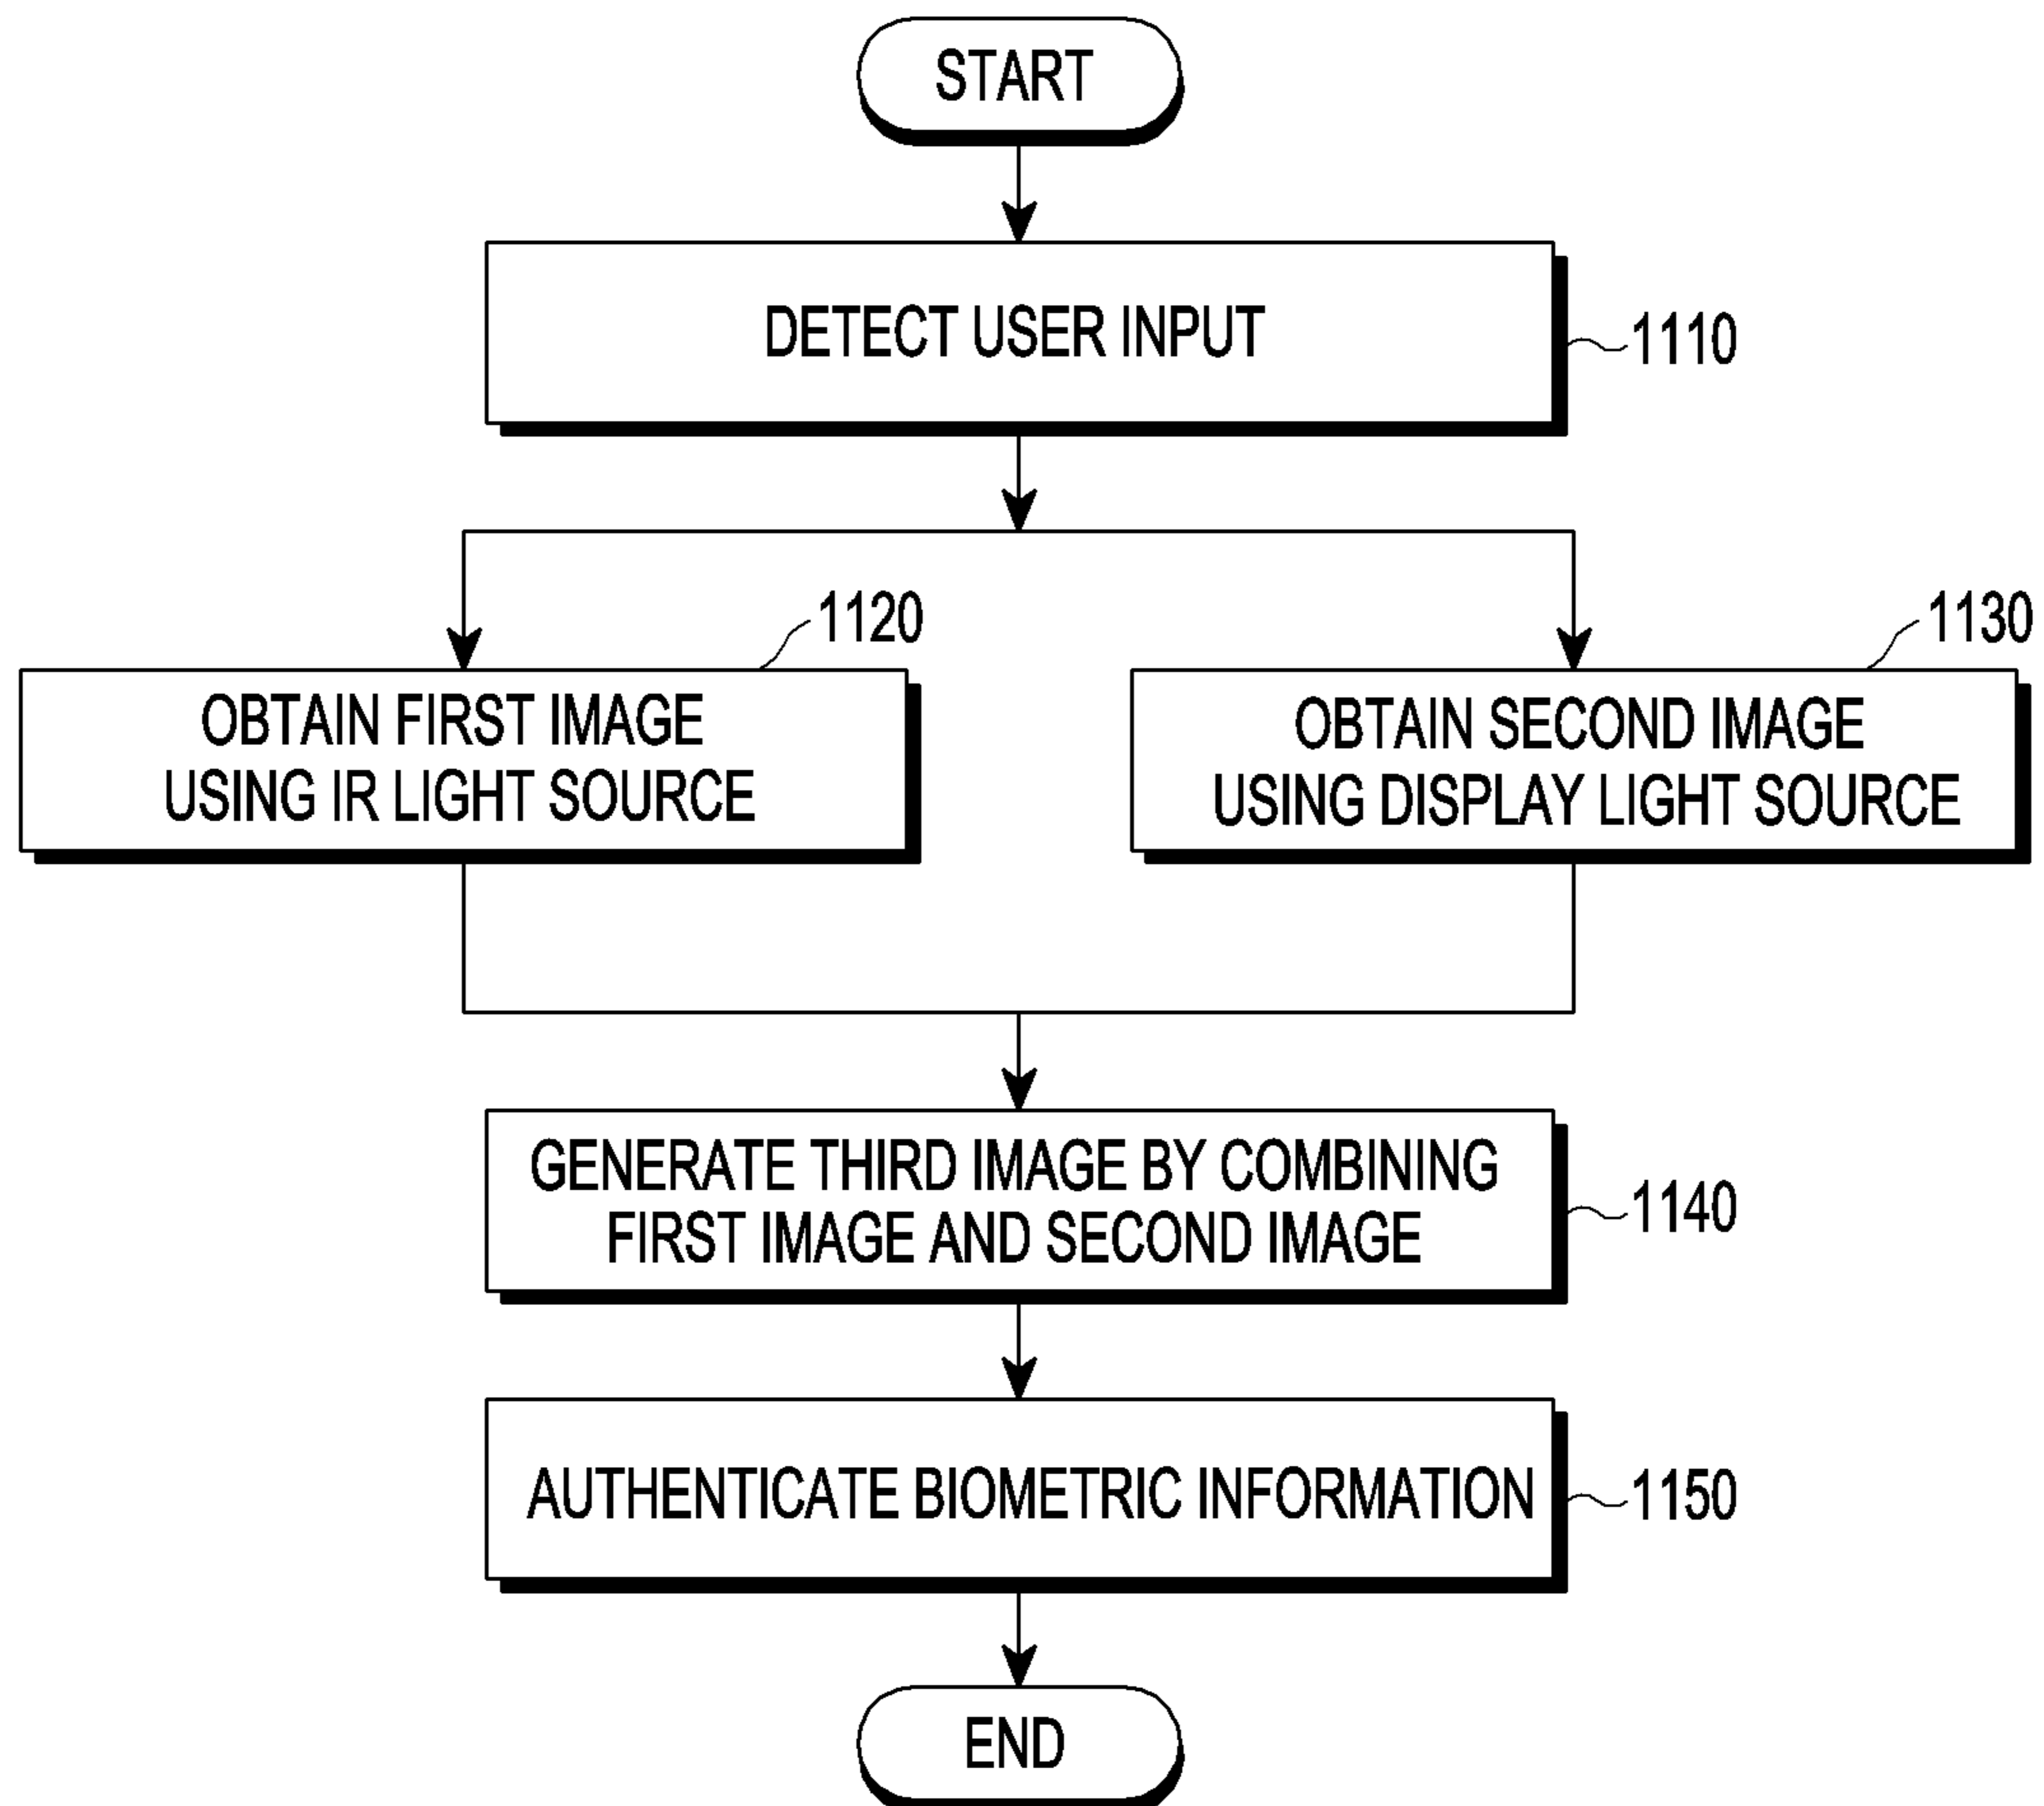 START
DETECT USER INPUT
1110
1120
1130
OBTAIN FIRST IMAGE
USING IR LIGHT SOURCE
OBTAIN SECOND IMAGE
USING DISPLAY LIGHT SOURCE
GENERATE THIRD IMAGE BY COMBINING
FIRST IMAGE AND SECOND IMAGE
1140
AUTHENTICATE BIOMETRIC INFORMATION
1150
END